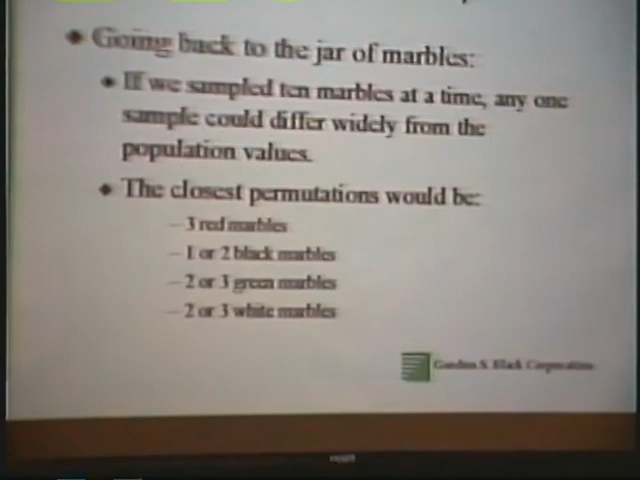 Going back to the jar of marbles:
If we sampled ten marbles at a time, any one
sample could differ widely from the
population values.
The closest permutations would be:
– 3 red marbles
– 1 or 2 black marbles
– 2 or 3 green marbles
– 2 or 3 white marbles
Gordon S. Black Corporation